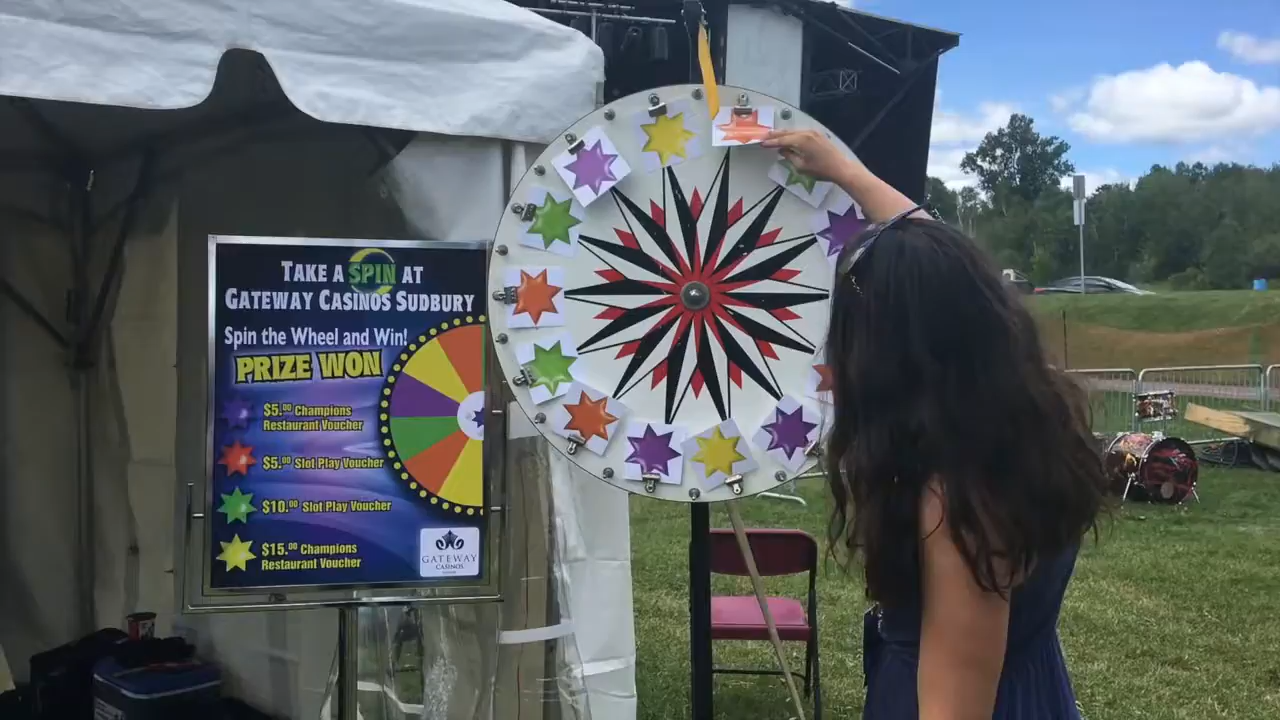 TAKE A SPIN AT
GATEWAY CASINOS SUDBURY
Spin the Wheel and Win!
PRIZE WON
$5.00 Champions
Restaurant Voucher
$5.00 Slot Play Voucher
$10.00 Slot Play Voucher
$15.00 Champions
Restaurant Voucher
GATEWAY
CASINOS